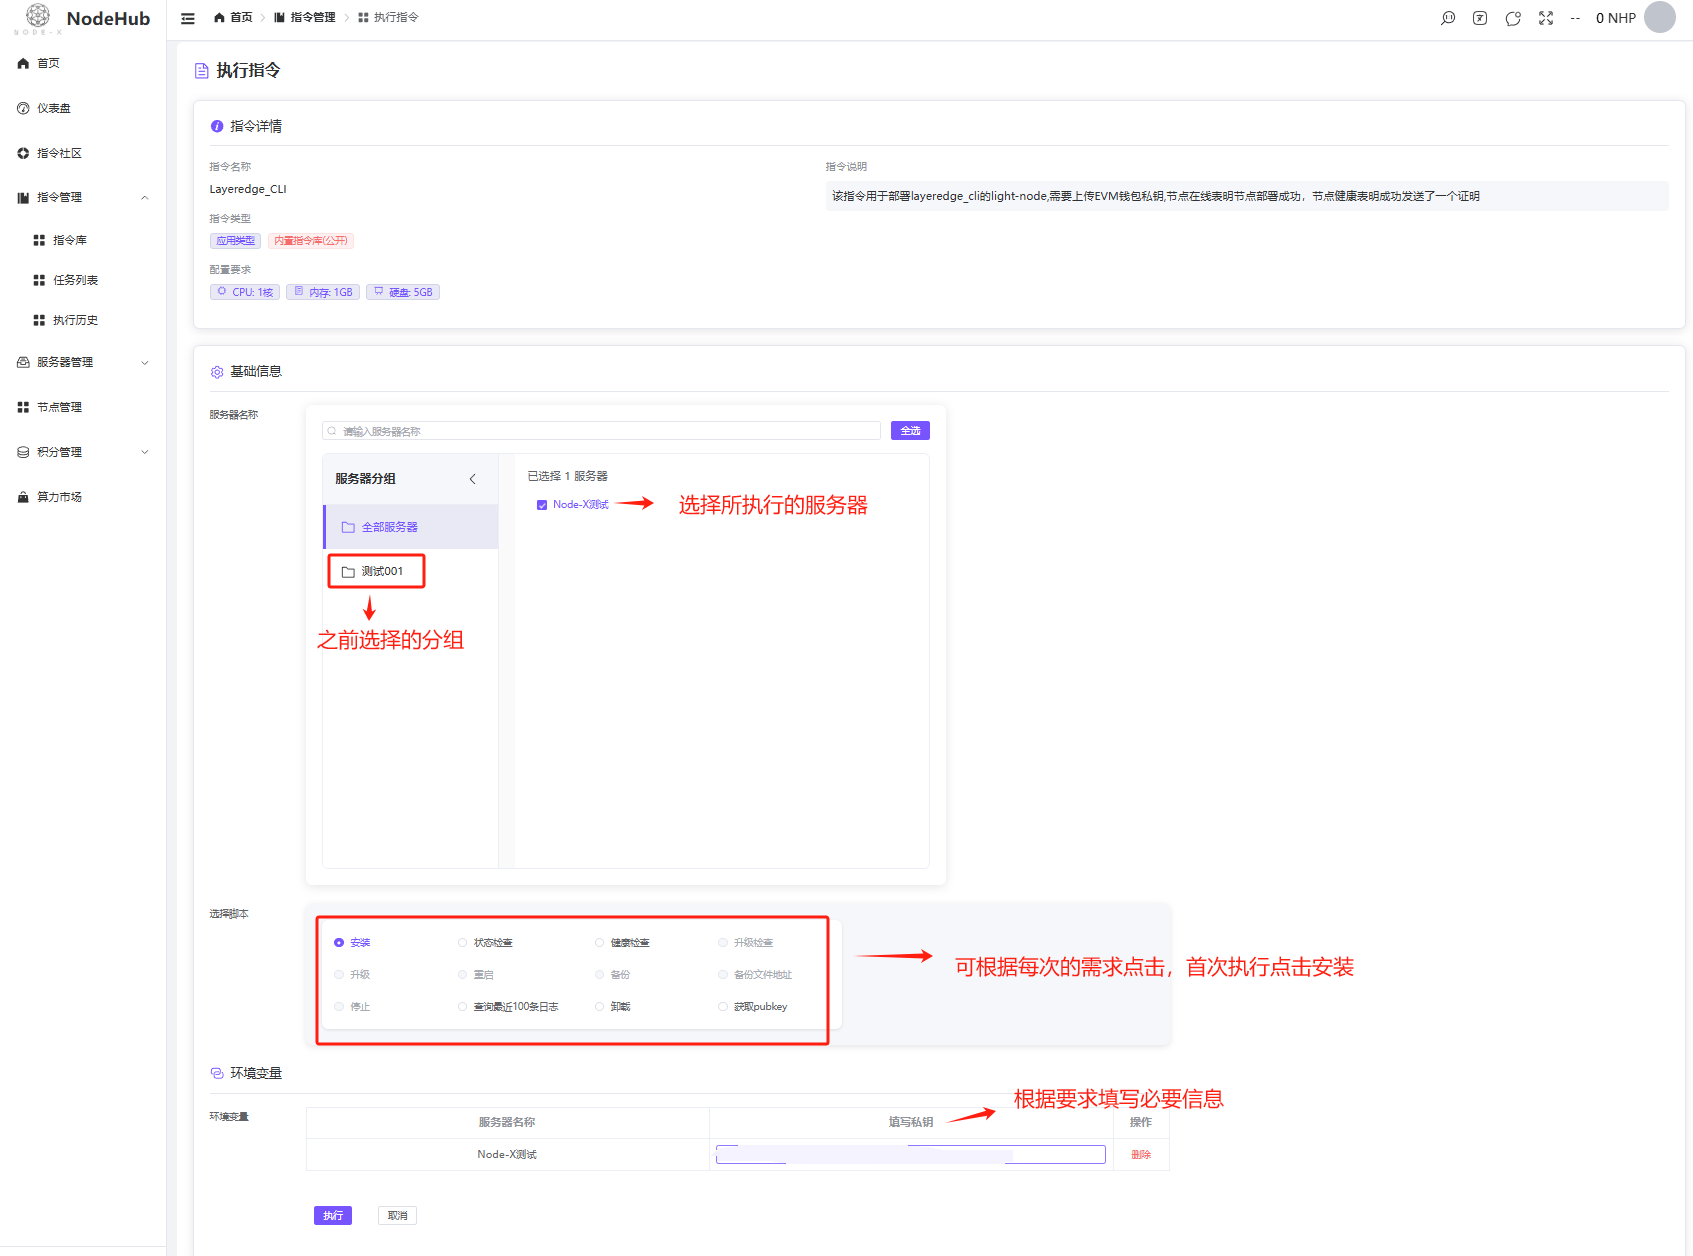 NodeHub
NODE-X
首页
指令管理
执行指令
-- 0 NHP
首页
仪表盘
指令社区
指令管理
指令库
任务列表
执行历史
服务器管理
节点管理
积分管理
算力市场
执行指令
指令详情
指令名称
Layeredge_CLI
指令类型
应用类型 内置指令库(公开)
配置要求
CPU: 1核 内存: 1GB 硬盘: 5GB
指令说明
该指令用于部署layeredge_cli的light-node,需要上传EVM钱包私钥,节点在线表明节点部署成功，节点健康表明成功发送了一个证明
基础信息
服务器名称
请输入服务器名称 全选
服务器分组
全部服务器
测试001
之前选择的分组
已选择 1 服务器
Node-X测试
选择所执行的服务器
选择脚本
安装 状态检查 健康检查 升级检查
升级 重启 备份 备份文件地址
停止 查询最近100条日志 卸载 获取pubkey
可根据每次的需求点击，首次执行点击安装
环境变量
根据要求填写必要信息
环境变量
服务器名称 填写私钥 操作
Node-X测试 删除
执行 取消